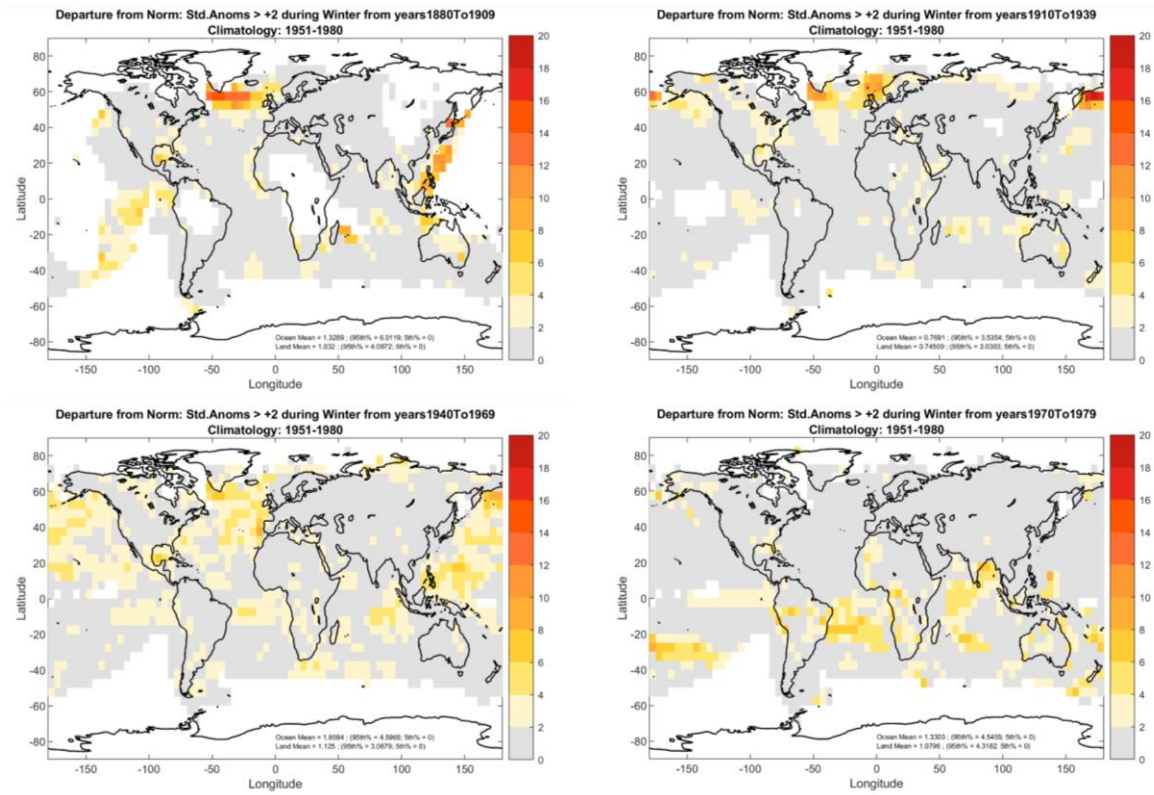 Departure from Norm: Std.Anoms > +2 during Winter from years1880To1909
Climatology: 1951-1980
80
60
40
20
0
-20
-40
-60
-80
Latitude
-150 -100 -50 0 50 100 150
Longitude
20
18
16
14
12
10
8
6
4
2
0
Ocean Mean = 1.3289 ; (95th% = 6.0119; 5th% = 0)
Land Mean = 1.032 ; (95th% = 4.0972; 5th% = 0)
Departure from Norm: Std.Anoms > +2 during Winter from years1910To1939
Climatology: 1951-1980
80
60
40
20
0
-20
-40
-60
-80
Latitude
-150 -100 -50 0 50 100 150
Longitude
20
18
16
14
12
10
8
6
4
2
0
Ocean Mean = 0.7691 ; (95th% = 3.5354; 5th% = 0)
Land Mean = 0.74509 ; (95th% = 3.0303; 5th% = 0)
Departure from Norm: Std.Anoms > +2 during Winter from years1940To1969
Climatology: 1951-1980
80
60
40
20
0
-20
-40
-60
-80
Latitude
-150 -100 -50 0 50 100 150
Longitude
20
18
16
14
12
10
8
6
4
2
0
Ocean Mean = 1.8594 ; (95th% = 4.5965; 5th% = 0)
Land Mean = 1.125 ; (95th% = 3.0879; 5th% = 0)
Departure from Norm: Std.Anoms > +2 during Winter from years1970To1979
Climatology: 1951-1980
80
60
40
20
0
-20
-40
-60
-80
Latitude
-150 -100 -50 0 50 100 150
Longitude
20
18
16
14
12
10
8
6
4
2
0
Ocean Mean = 1.3303 ; (95th% = 4.5455; 5th% = 0)
Land Mean = 1.0796 ; (95th% = 4.3182; 5th% = 0)